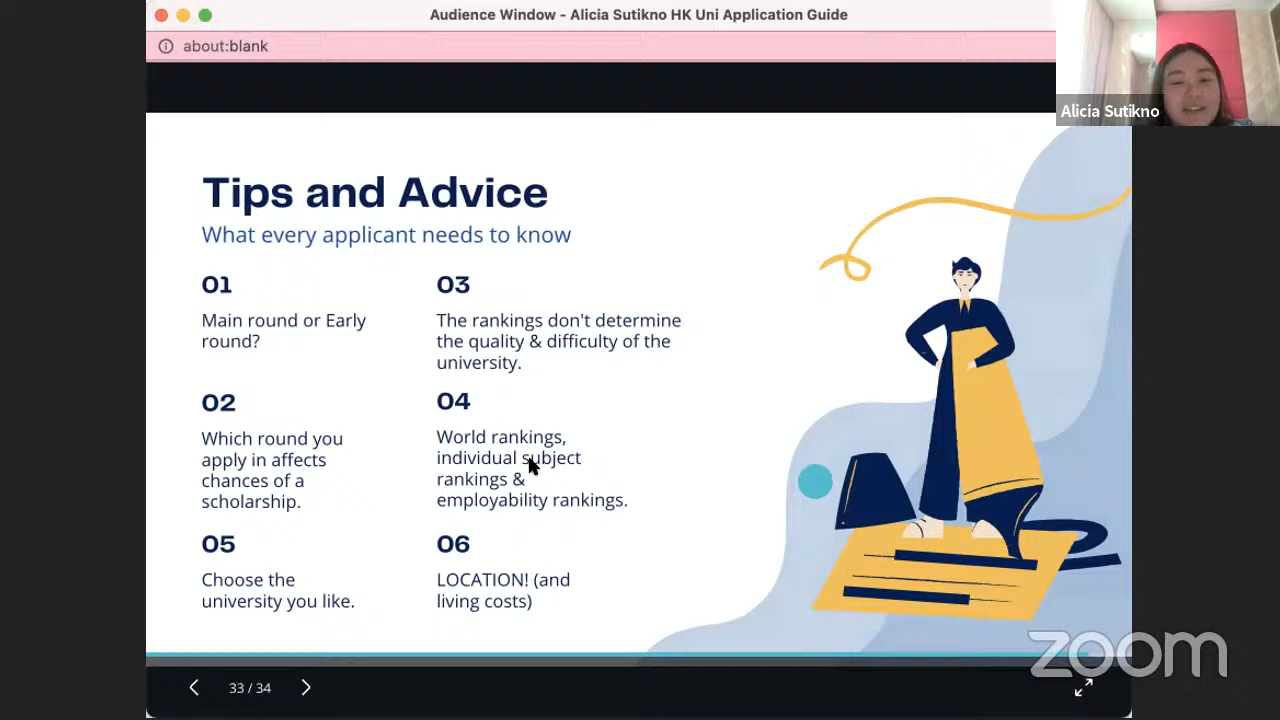 Audience Window - Alicia Sutikno HK Uni Application Guide
about:blank
Alicia Sutikno
Tips and Advice
What every applicant needs to know
01
Main round or Early
round?
03
The rankings don't determine
the quality & difficulty of the
university.
02
Which round you
apply in affects
chances of a
scholarship.
04
World rankings,
individual subject
rankings &
employability rankings.
05
Choose the
university you like.
06
LOCATION! (and
living costs)
zoom
33 / 34